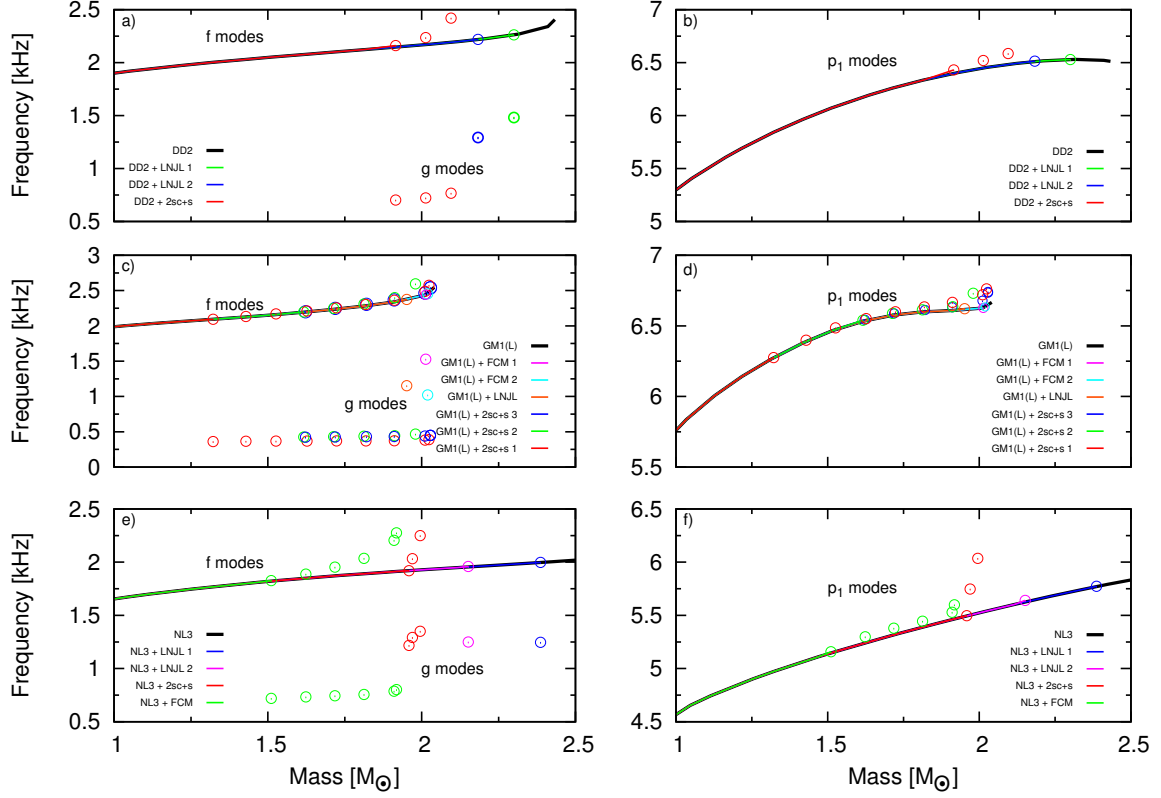 a)
f modes
g modes
DD2
DD2 + LNJL 1
DD2 + LNJL 2
DD2 + 2sc+s
Frequency [kHz]
2.5
2
1.5
1
0.5
b)
p1 modes
DD2
DD2 + LNJL 1
DD2 + LNJL 2
DD2 + 2sc+s
7
6.5
6
5.5
5
c)
f modes
g modes
GM1(L)
GM1(L) + FCM 1
GM1(L) + FCM 2
GM1(L) + LNJL
GM1(L) + 2sc+s 3
GM1(L) + 2sc+s 2
GM1(L) + 2sc+s 1
Frequency [kHz]
3
2.5
2
1.5
1
0.5
0
d)
p1 modes
GM1(L)
GM1(L) + FCM 1
GM1(L) + FCM 2
GM1(L) + LNJL
GM1(L) + 2sc+s 3
GM1(L) + 2sc+s 2
GM1(L) + 2sc+s 1
7
6.5
6
5.5
e)
f modes
g modes
NL3
NL3 + LNJL 1
NL3 + LNJL 2
NL3 + 2sc+s
NL3 + FCM
Frequency [kHz]
2.5
2
1.5
1
0.5
1 1.5 2 2.5
Mass [M⊙]
f)
p1 modes
NL3
NL3 + LNJL 1
NL3 + LNJL 2
NL3 + 2sc+s
NL3 + FCM
6.5
6
5.5
5
4.5
1 1.5 2 2.5
Mass [M⊙]